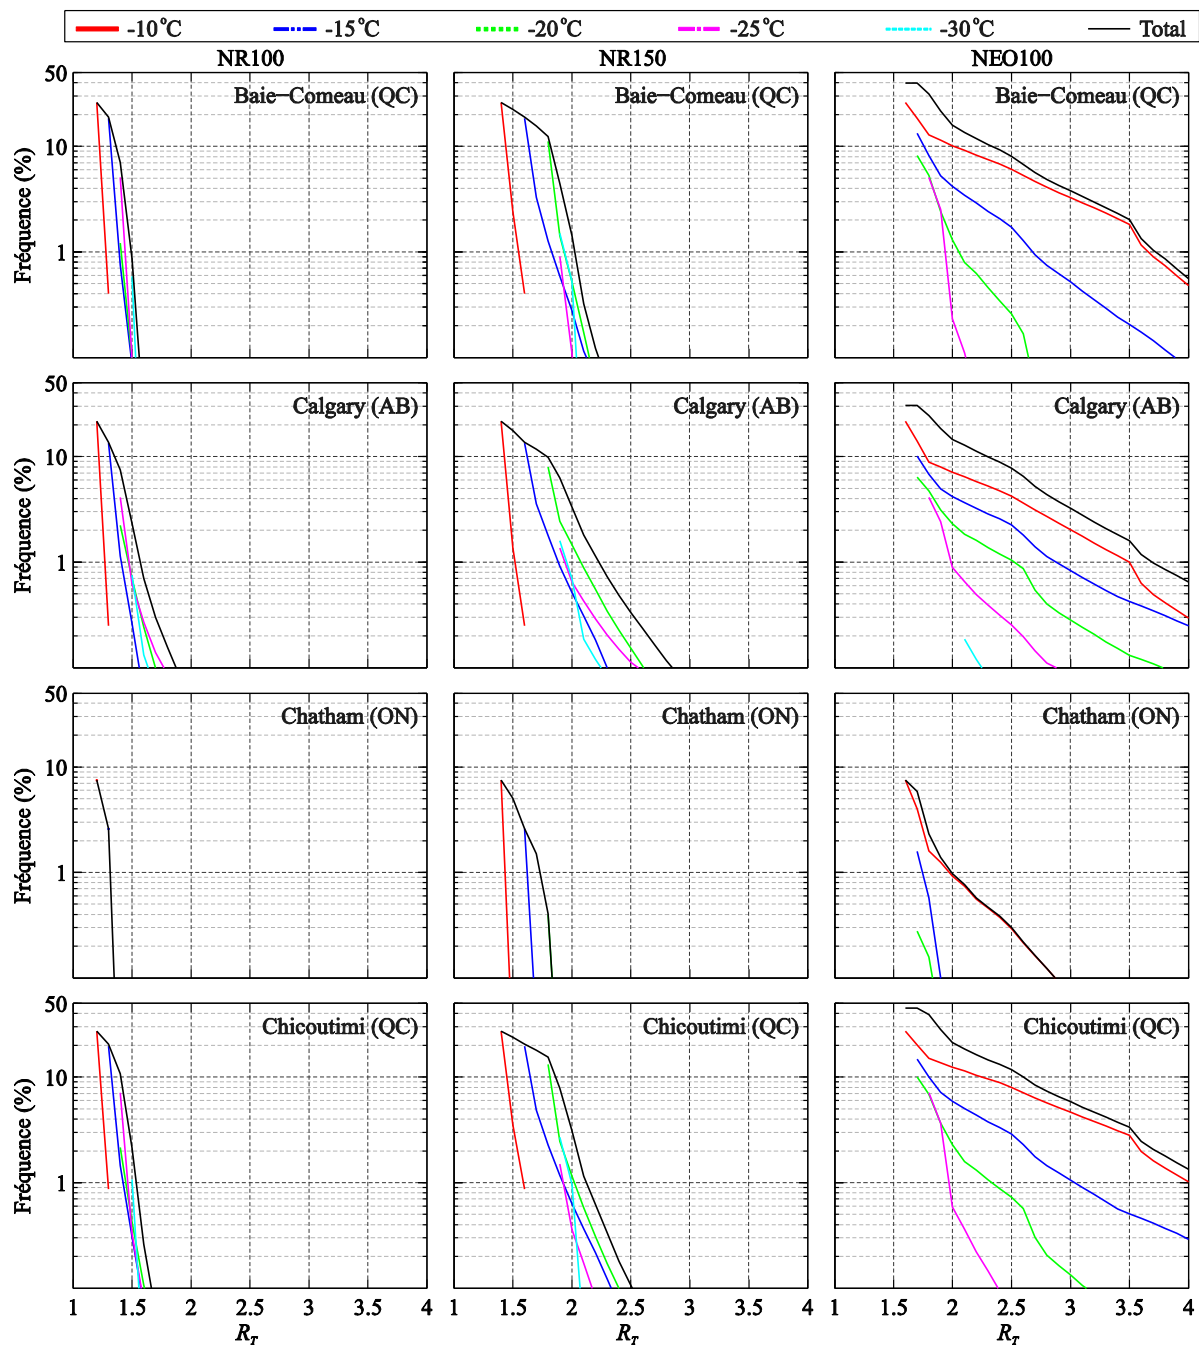 -10°C -15°C -20°C -25°C -30°C Total
NR100 NR150 NEO100
50 Baie-Comeau (QC) Baie-Comeau (QC) Baie-Comeau (QC)
10
Fréquence (%)
1
50 Calgary (AB) Calgary (AB) Calgary (AB)
10
Fréquence (%)
1
50 Chatham (ON) Chatham (ON) Chatham (ON)
10
Fréquence (%)
1
50 Chicoutimi (QC) Chicoutimi (QC) Chicoutimi (QC)
10
Fréquence (%)
1
1 1.5 2 2.5 3 3.5 4 1 1.5 2 2.5 3 3.5 4 1 1.5 2 2.5 3 3.5 4
R_T R_T R_T